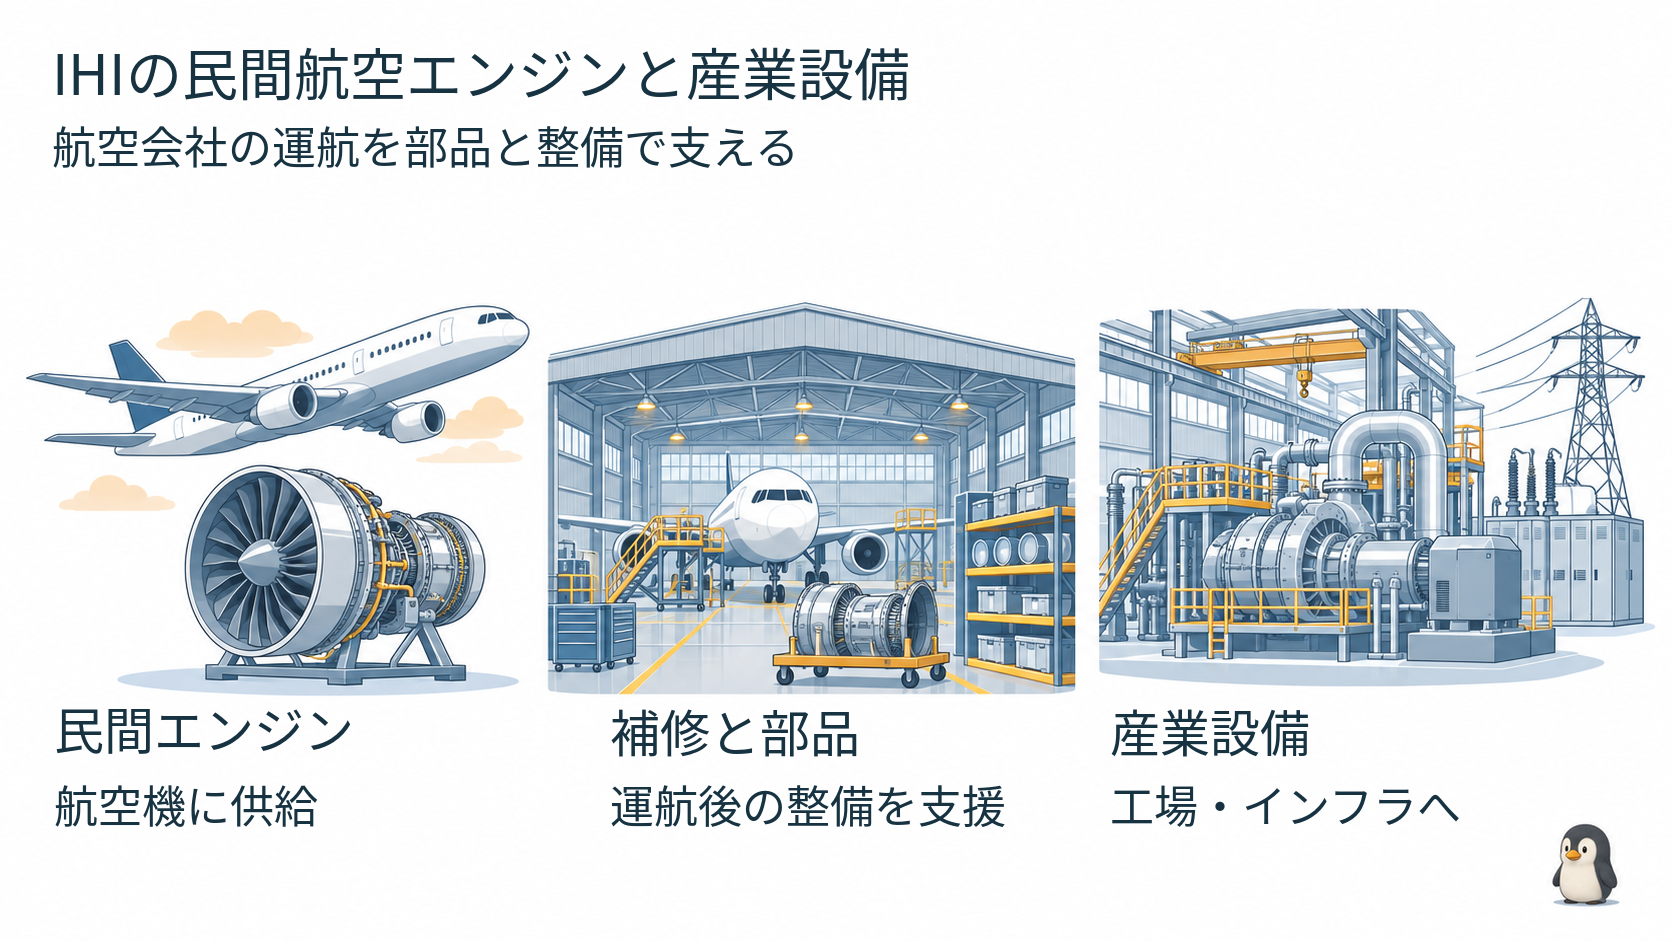 IHIの民間航空エンジンと産業設備
航空会社の運航を部品と整備で支える
民間エンジン
航空機に供給
補修と部品
運航後の整備を支援
産業設備
工場・インフラへ